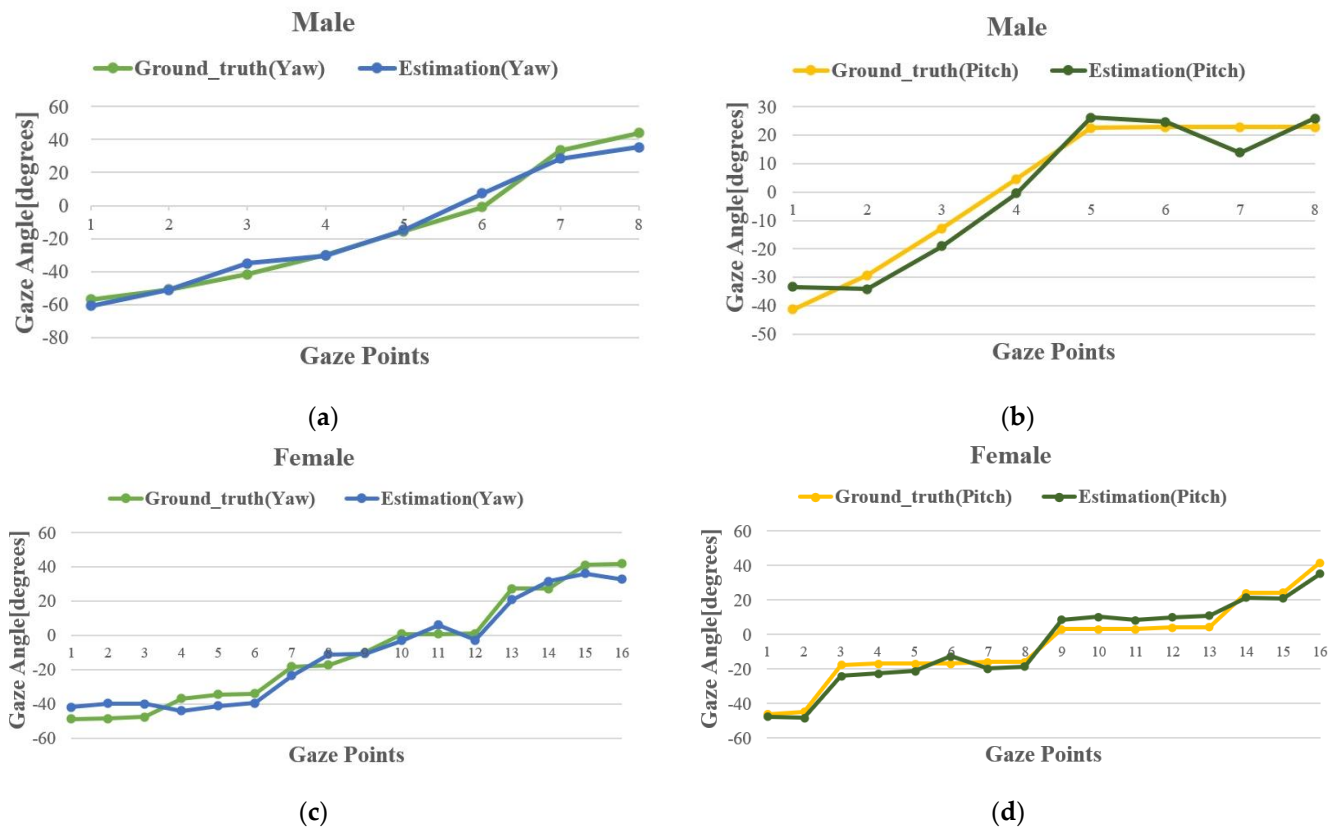 Male
Ground_truth(Yaw) Estimation(Yaw)
Gaze Angle[degrees]
60
40
20
0
-20
-40
-60
-80
1 2 3 4 5 6 7 8
Gaze Points
(a)
Male
Ground_truth(Pitch) Estimation(Pitch)
Gaze Angle[degrees]
30
20
10
0
-10
-20
-30
-40
-50
1 2 3 4 5 6 7 8
Gaze Points
(b)
Female
Ground_truth(Yaw) Estimation(Yaw)
Gaze Angle[degrees]
60
40
20
0
-20
-40
-60
1 2 3 4 5 6 7 8 9 10 11 12 13 14 15 16
Gaze Points
(c)
Female
Ground_truth(Pitch) Estimation(Pitch)
Gaze Angle[degrees]
60
40
20
0
-20
-40
-60
1 2 3 4 5 6 7 8 9 10 11 12 13 14 15 16
Gaze Points
(d)